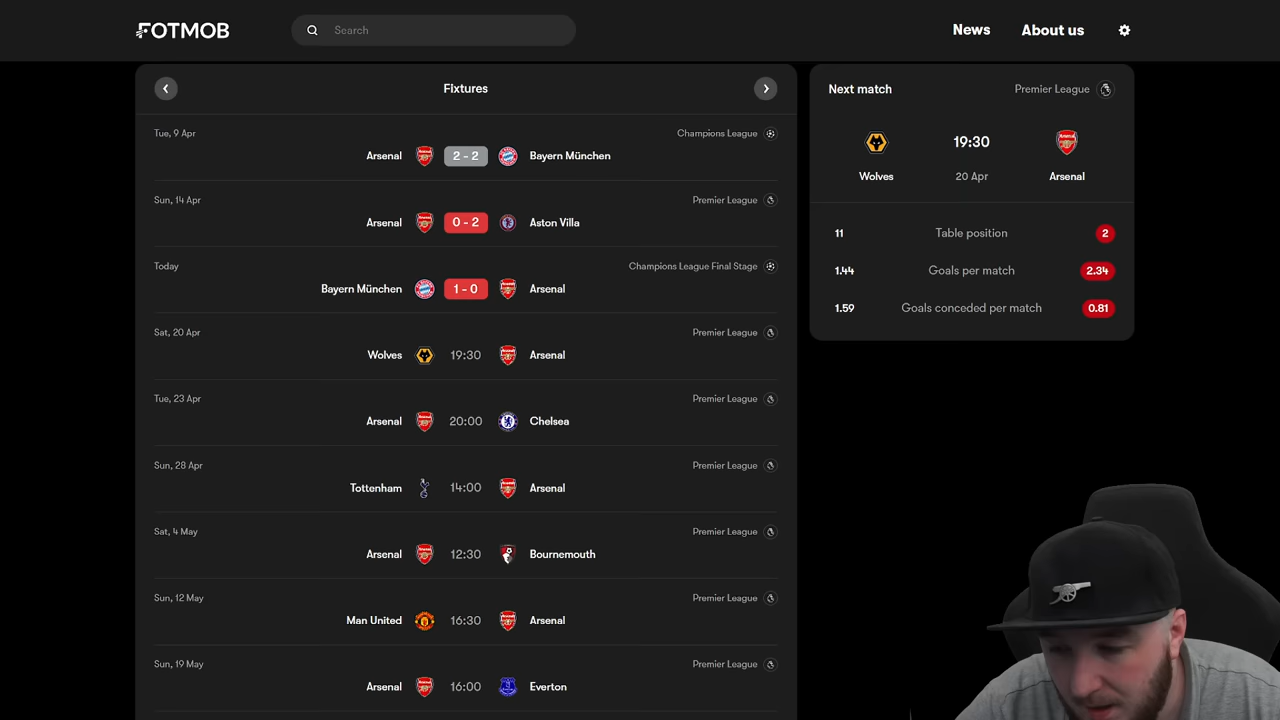 FOTMOB
Search
News
About us
Fixtures
Tue, 9 Apr
Champions League
Arsenal 2 - 2 Bayern München
Sun, 14 Apr
Premier League
Arsenal 0 - 2 Aston Villa
Today
Champions League Final Stage
Bayern München 1 - 0 Arsenal
Sat, 20 Apr
Premier League
Wolves 19:30 Arsenal
Tue, 23 Apr
Premier League
Arsenal 20:00 Chelsea
Sun, 28 Apr
Premier League
Tottenham 14:00 Arsenal
Sat, 4 May
Premier League
Arsenal 12:30 Bournemouth
Sun, 12 May
Premier League
Man United 16:30 Arsenal
Sun, 19 May
Premier League
Arsenal 16:00 Everton
Next match
Premier League
19:30
Wolves 20 Apr Arsenal
11 Table position 2
1.44 Goals per match 2.34
1.59 Goals conceded per match 0.81